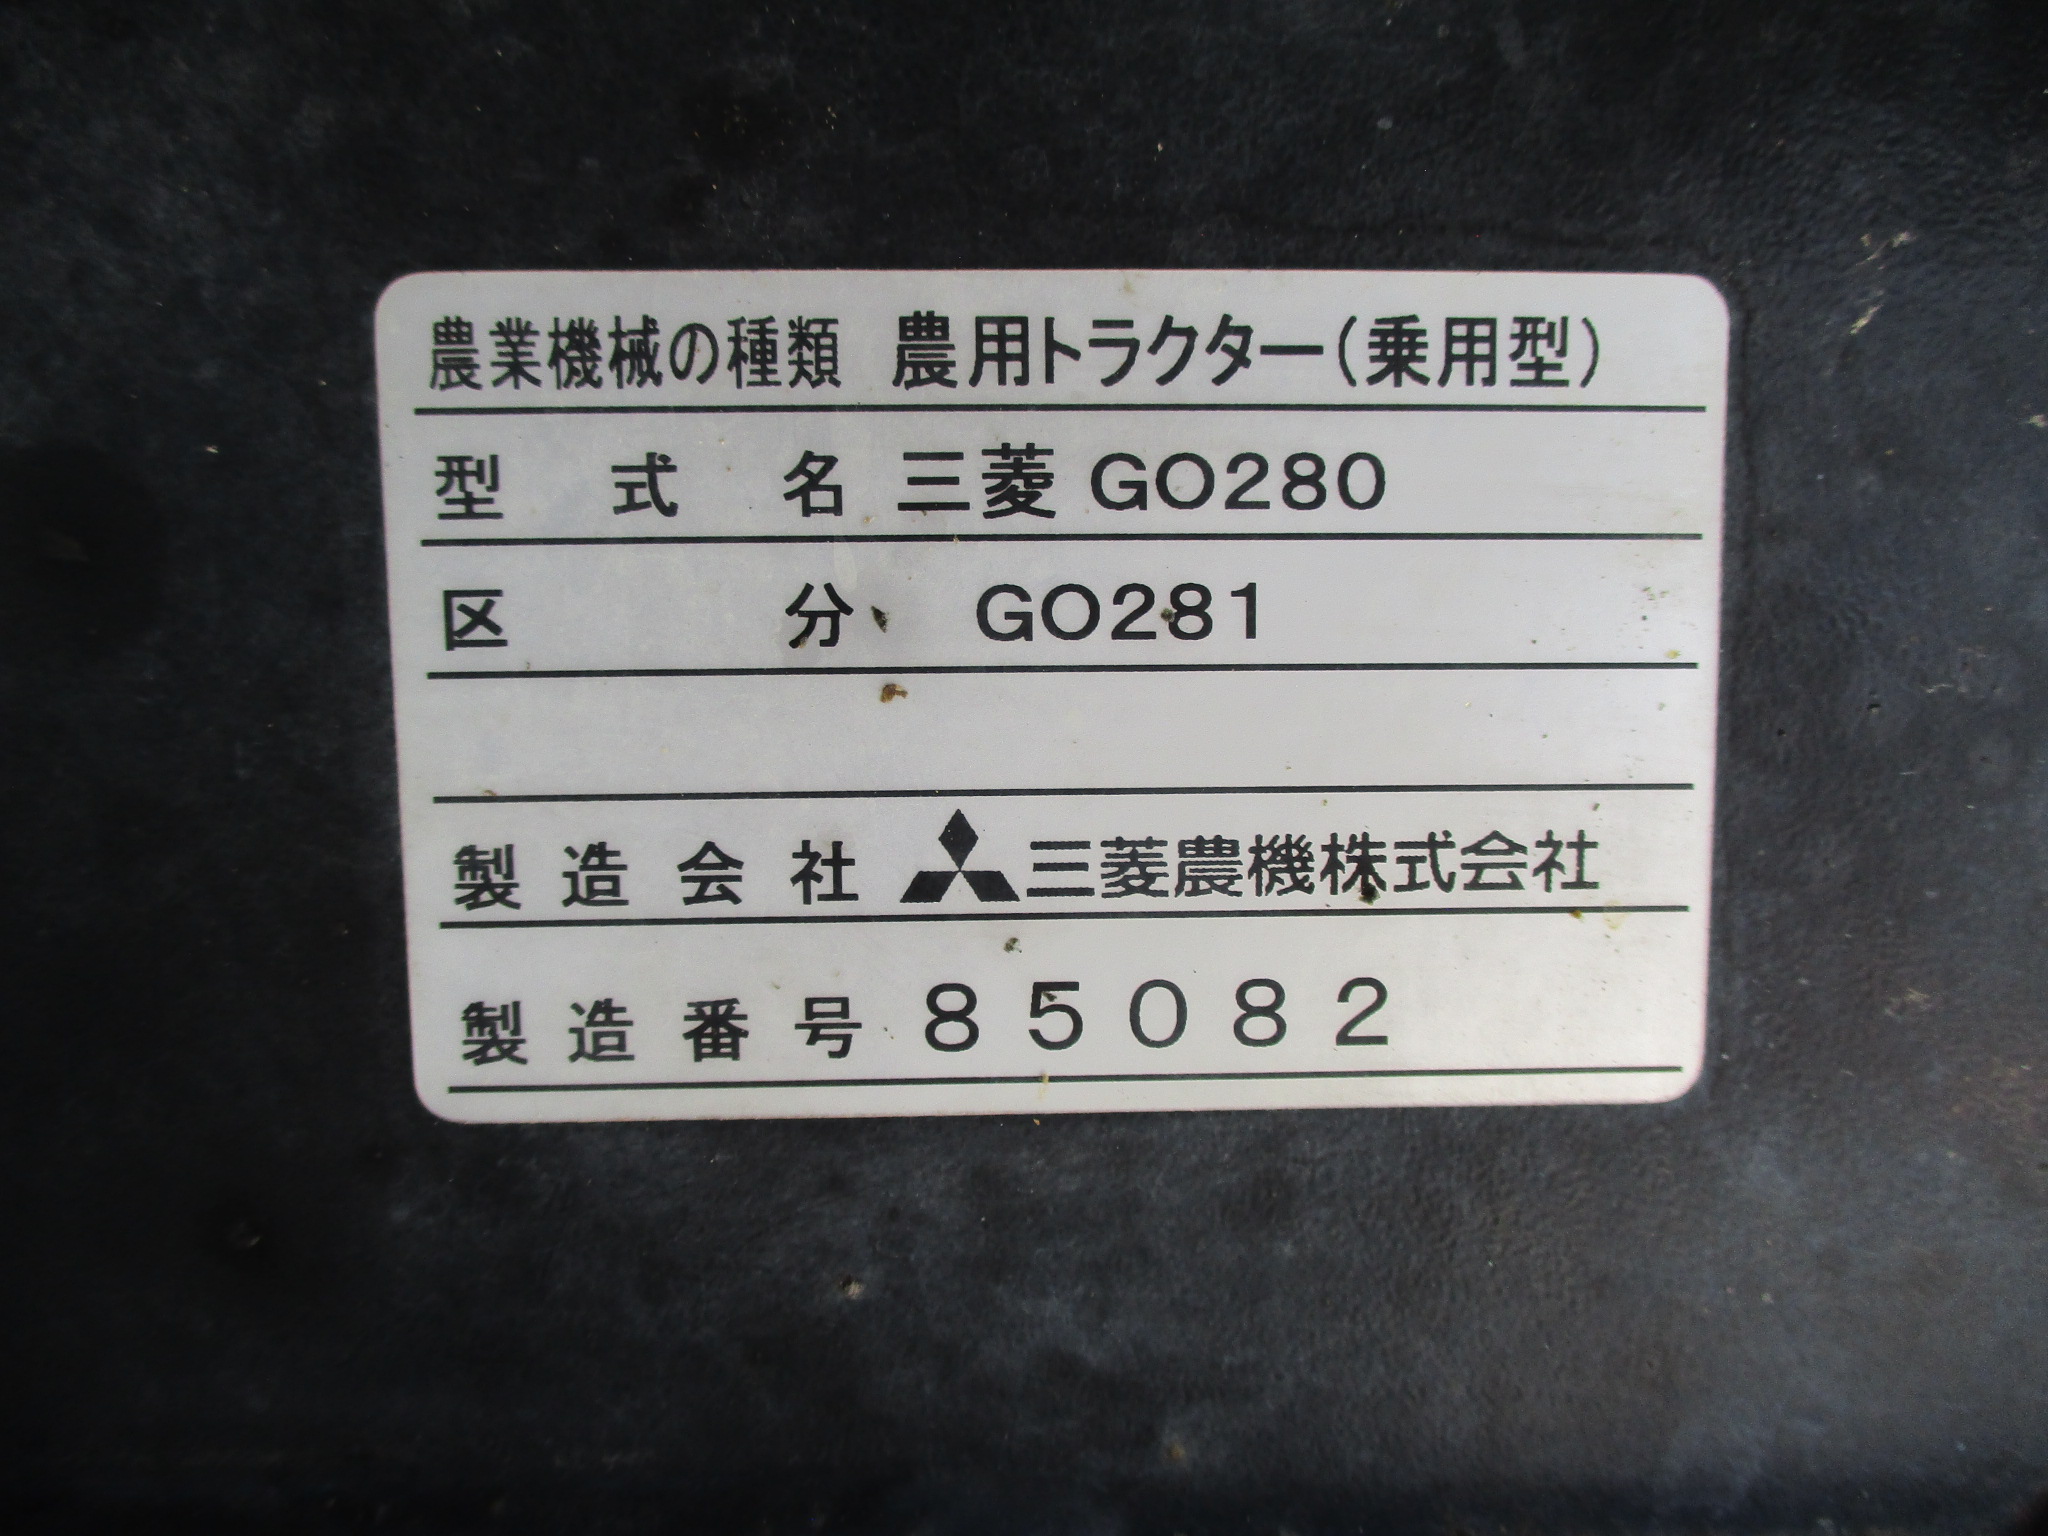 農業機械の種類 農用トラクター(乗用型)
型式名 三菱 GO280
区分 GO281
製造会社 三菱農機株式会社
製造番号 85082